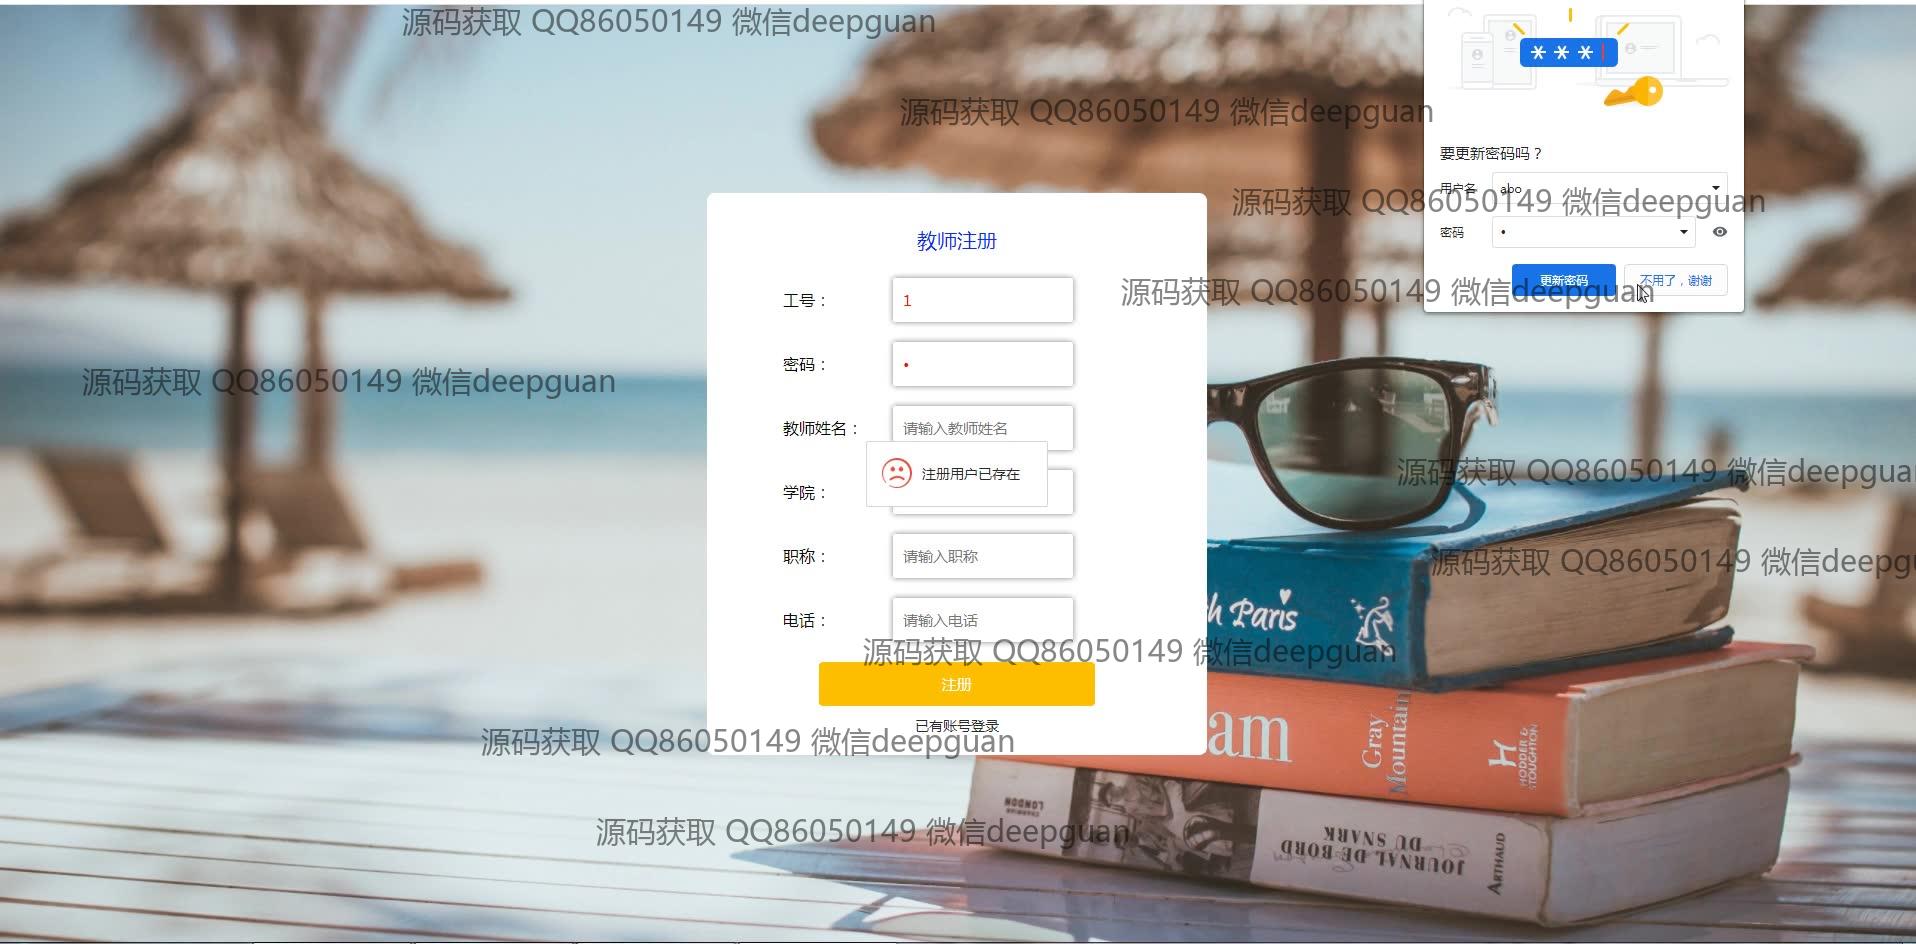 源码获取 QQ86050149 微信deepguan
源码获取 QQ86050149 微信deepguan
要更新密码吗？
用户名
abo
源码获取 QQ86050149 微信deepguan
密码
•
更新密码
不用了，谢谢
源码获取 QQ86050149 微信deepguan
教师注册
工号：
1
密码：
•
源码获取 QQ86050149 微信deepguan
教师姓名：
请输入教师姓名
注册用户已存在
源码获取 QQ86050149 微信deepguan
学院：
职称：
请输入职称
源码获取 QQ86050149 微信deepgu
电话：
请输入电话
源码获取 QQ86050149 微信deepguan
注册
已有账号登录
源码获取 QQ86050149 微信deepguan
源码获取 QQ86050149 微信deepguan
h Paris
am
Gray
Mountain
HODDER &
STOUGHTON
LONDON
JOURNAL DE BORD
DU SNARK
ARTHAUD